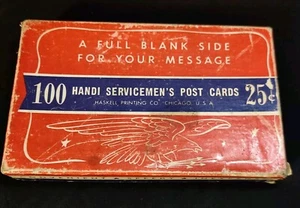 A FULL BLANK SIDE
FOR YOUR MESSAGE
100 HANDI SERVICEMEN'S POST CARDS 25¢
HASKELL PRINTING CO · CHICAGO, U.S.A.